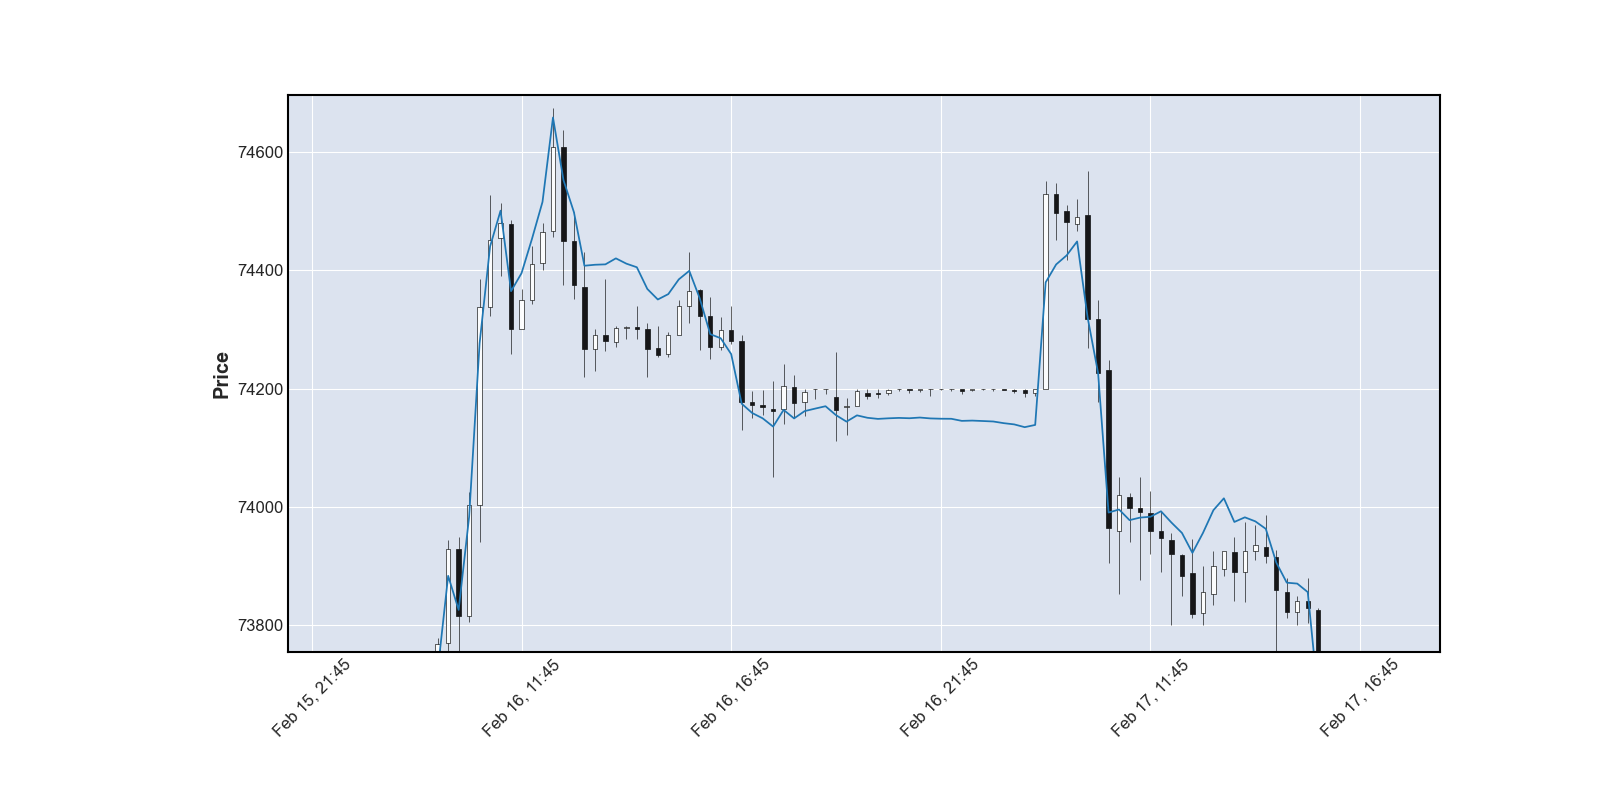 74600
74400
74200
74000
73800
Price
Feb 15, 21:45
Feb 16, 11:45
Feb 16, 16:45
Feb 16, 21:45
Feb 17, 11:45
Feb 17, 16:45